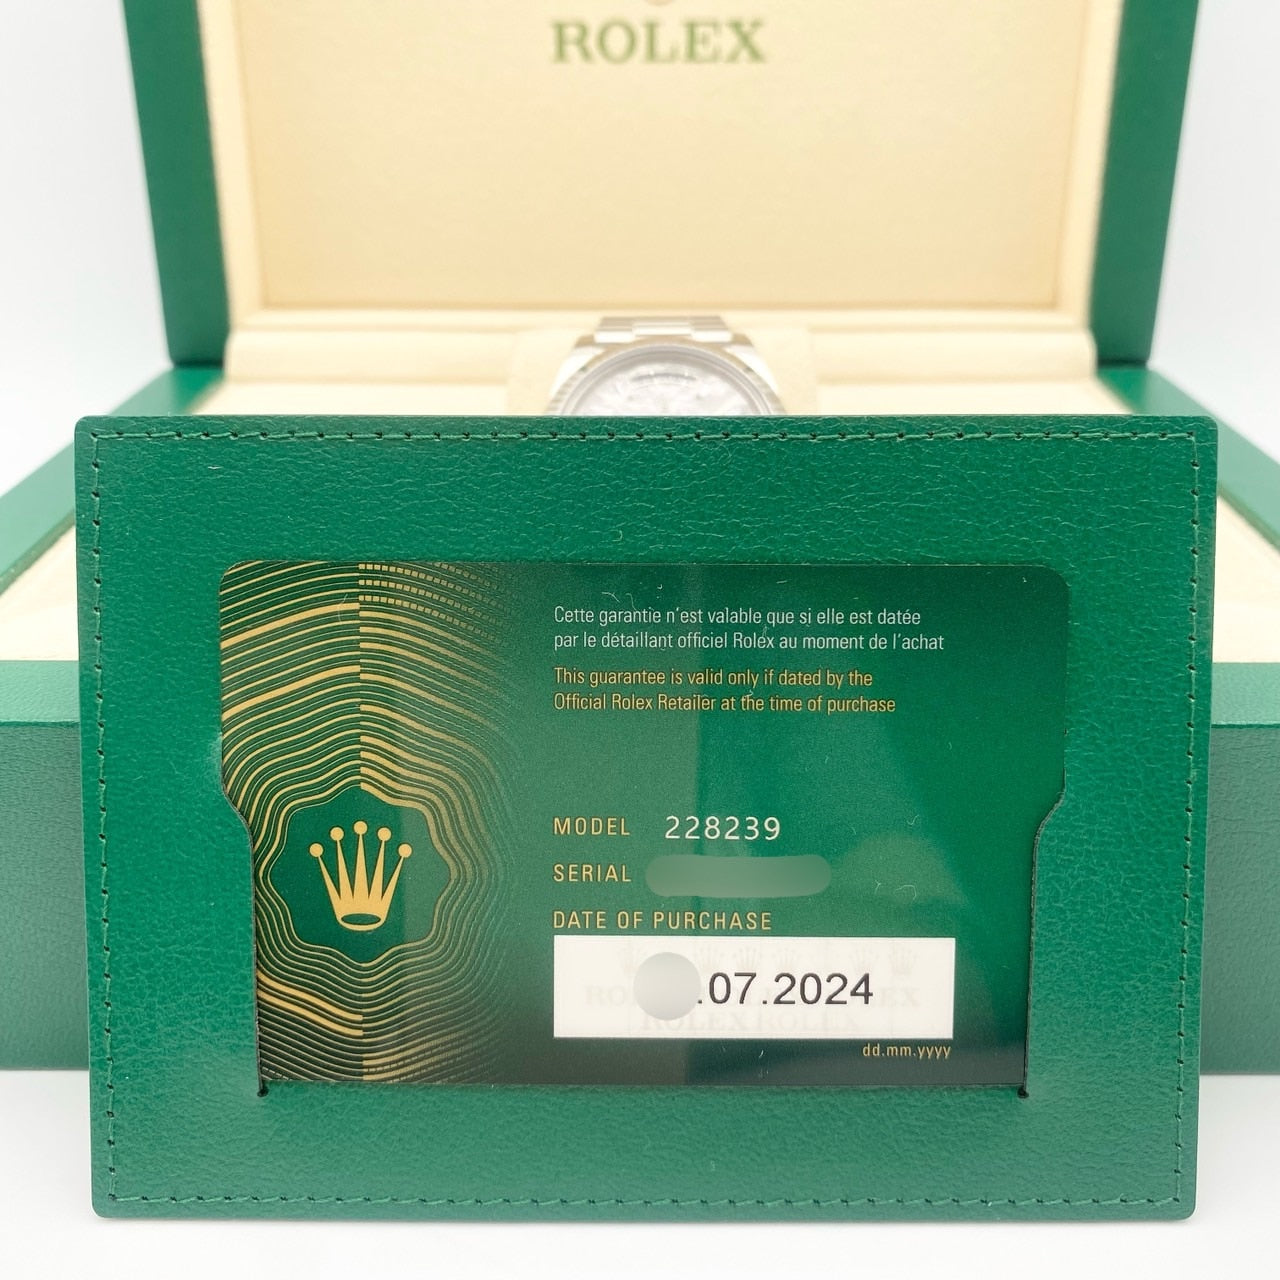 ROLEX
Cette garantie n'est valable que si elle est datée
par le détaillant officiel Rolex au moment de l'achat
This guarantee is valid only if dated by the
Official Rolex Retailer at the time of purchase
MODEL 228239
SERIAL
DATE OF PURCHASE
.07.2024
dd.mm.yyyy